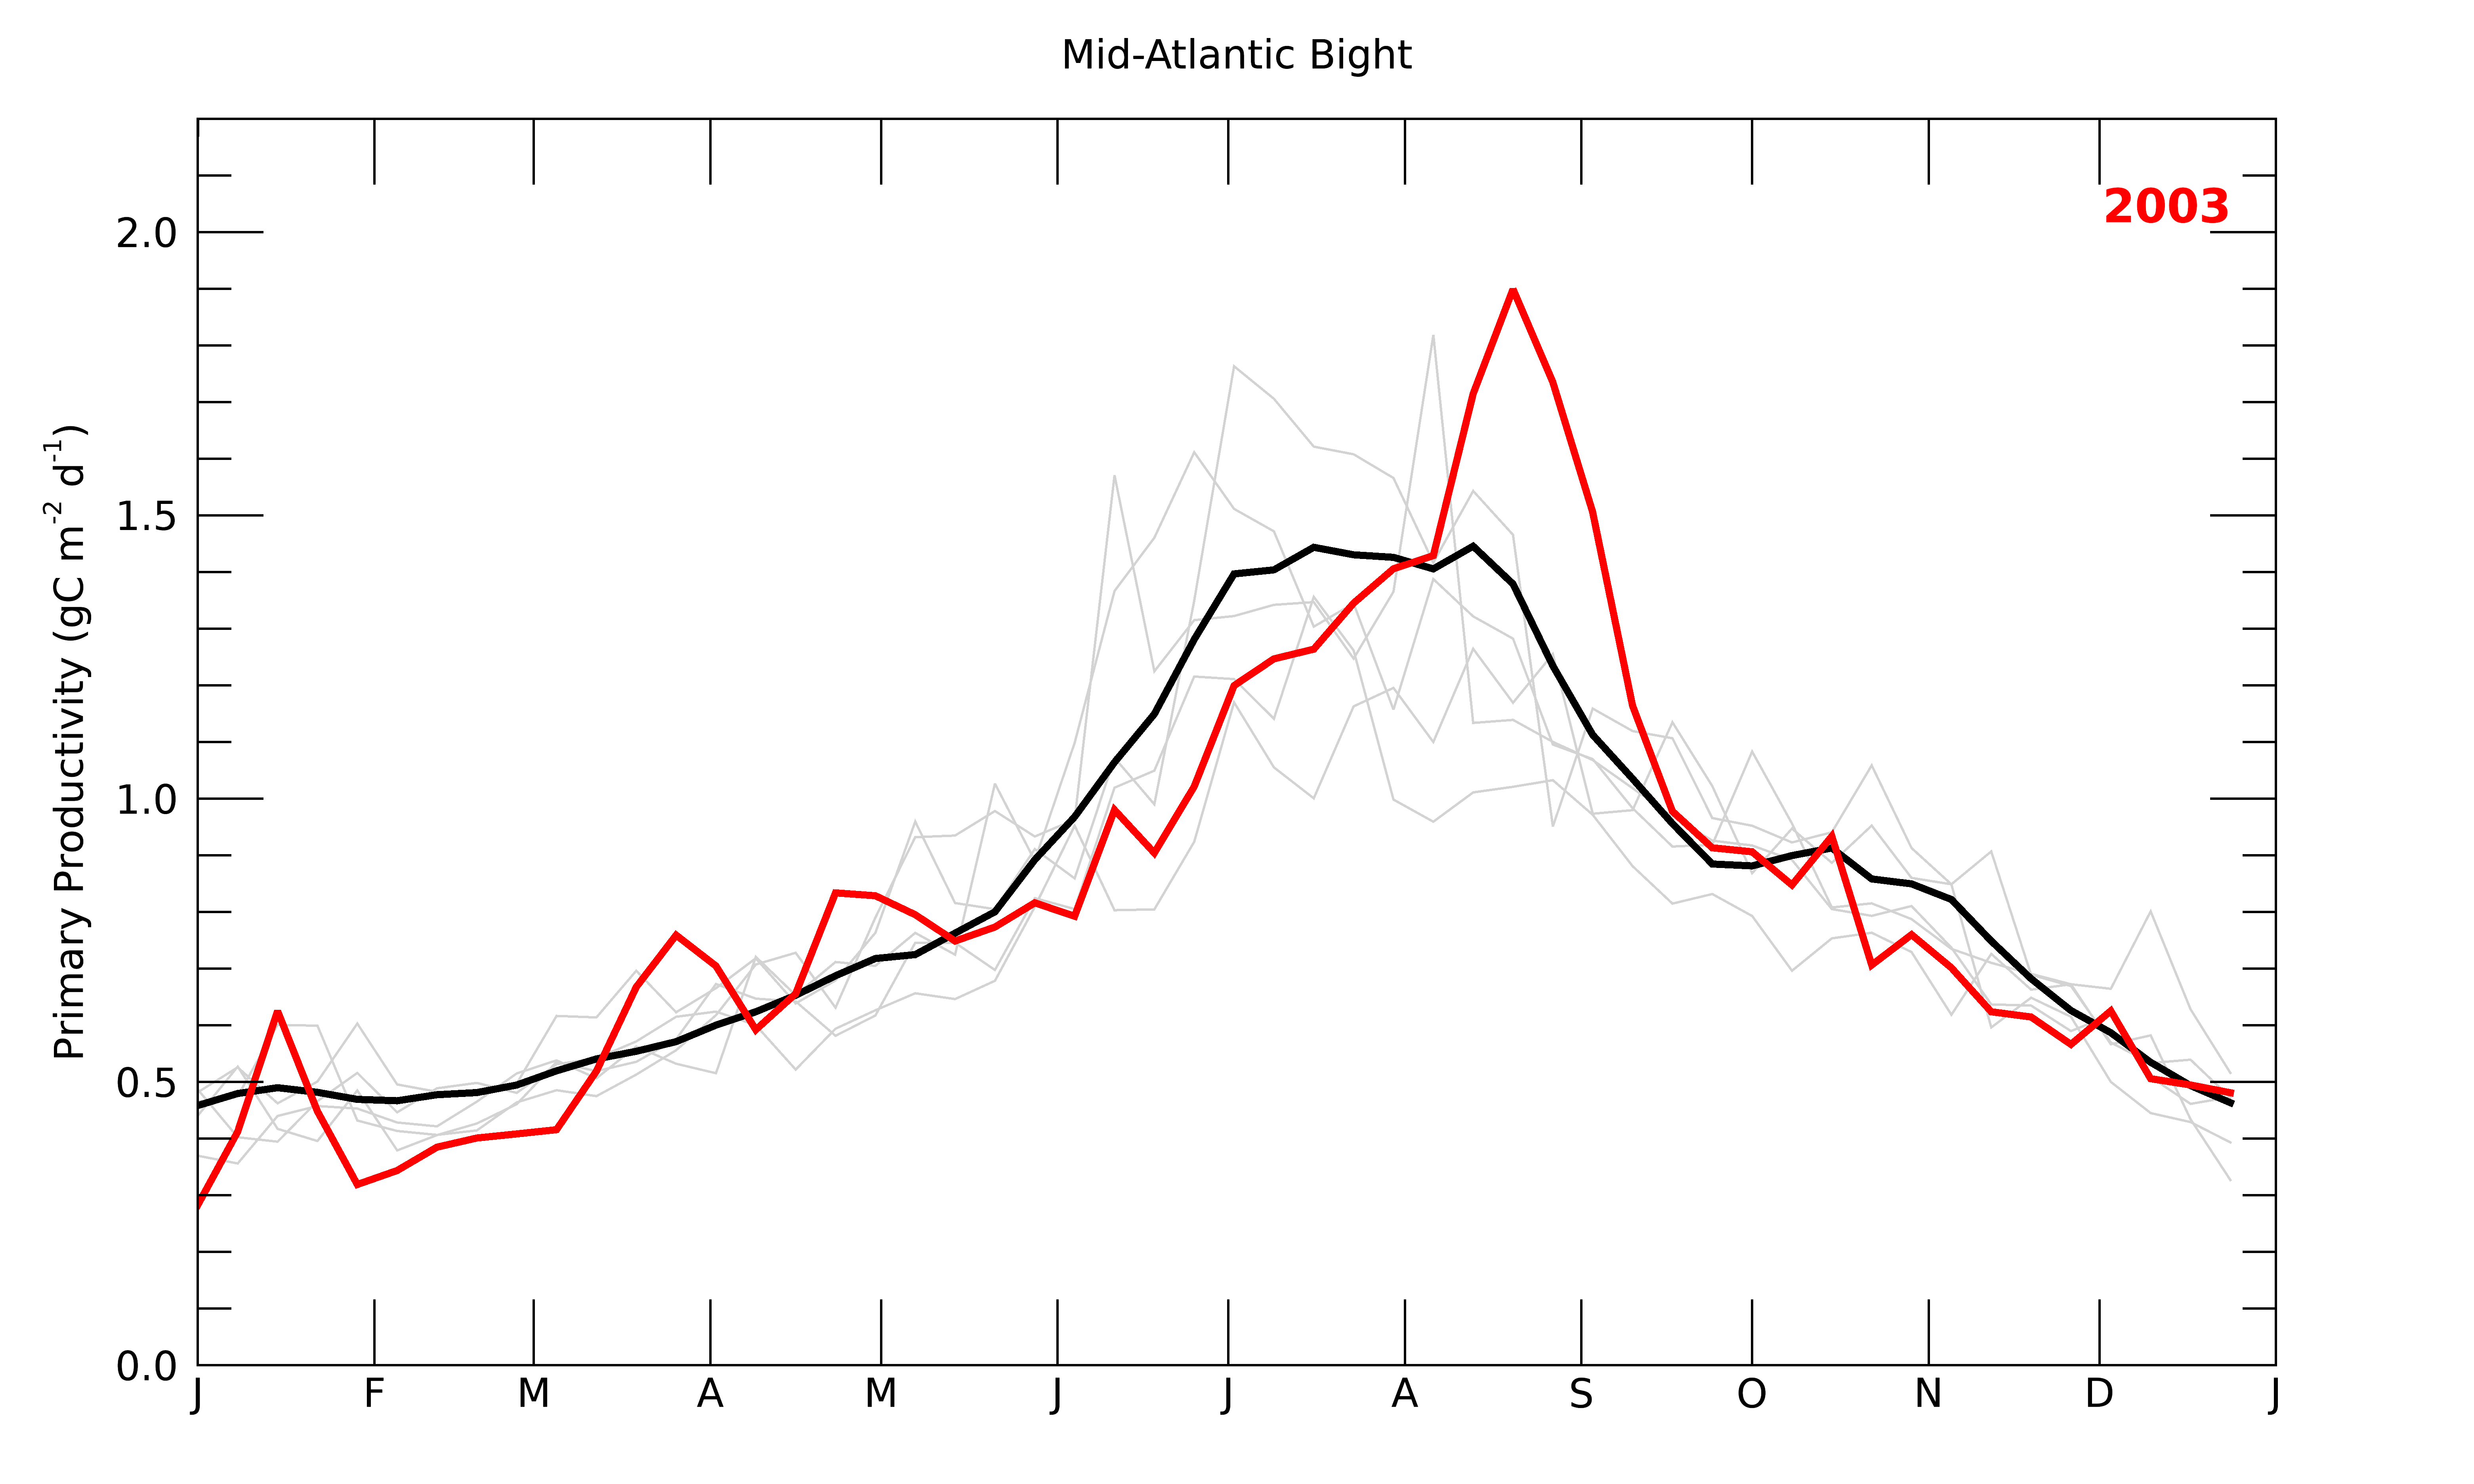 Mid-Atlantic Bight
2003
Primary Productivity (gC m⁻² d⁻¹)
2.0
1.5
1.0
0.5
0.0
J F M A M J J A S O N D J